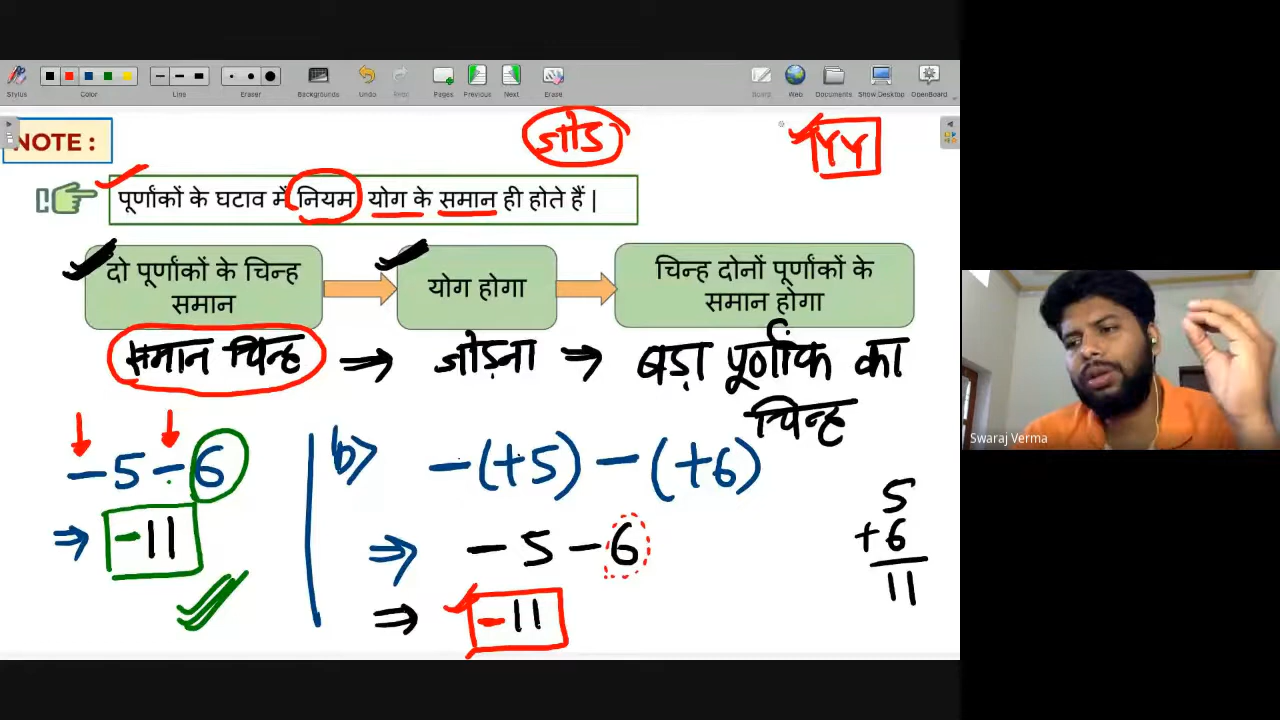 Stylus Color Line Eraser Backgrounds Undo Redo Pages Previous Next Erase Board Web Documents Show Desktop OpenBoard
NOTE :
जोड
YY
पूर्णांकों के घटाव में नियम योग के समान ही होते हैं |
दो पूर्णांकों के चिन्ह
समान
योग होगा
चिन्ह दोनों पूर्णांकों के
समान होगा
समान चिन्ह ⇒ जोड़ना ⇒ बड़ा पूर्णांक का
चिन्ह
Swaraj Verma
-5-6
⇒ -11
b> -(+5)-(+6)
⇒ -5-6
⇒ -11
5
+6
11